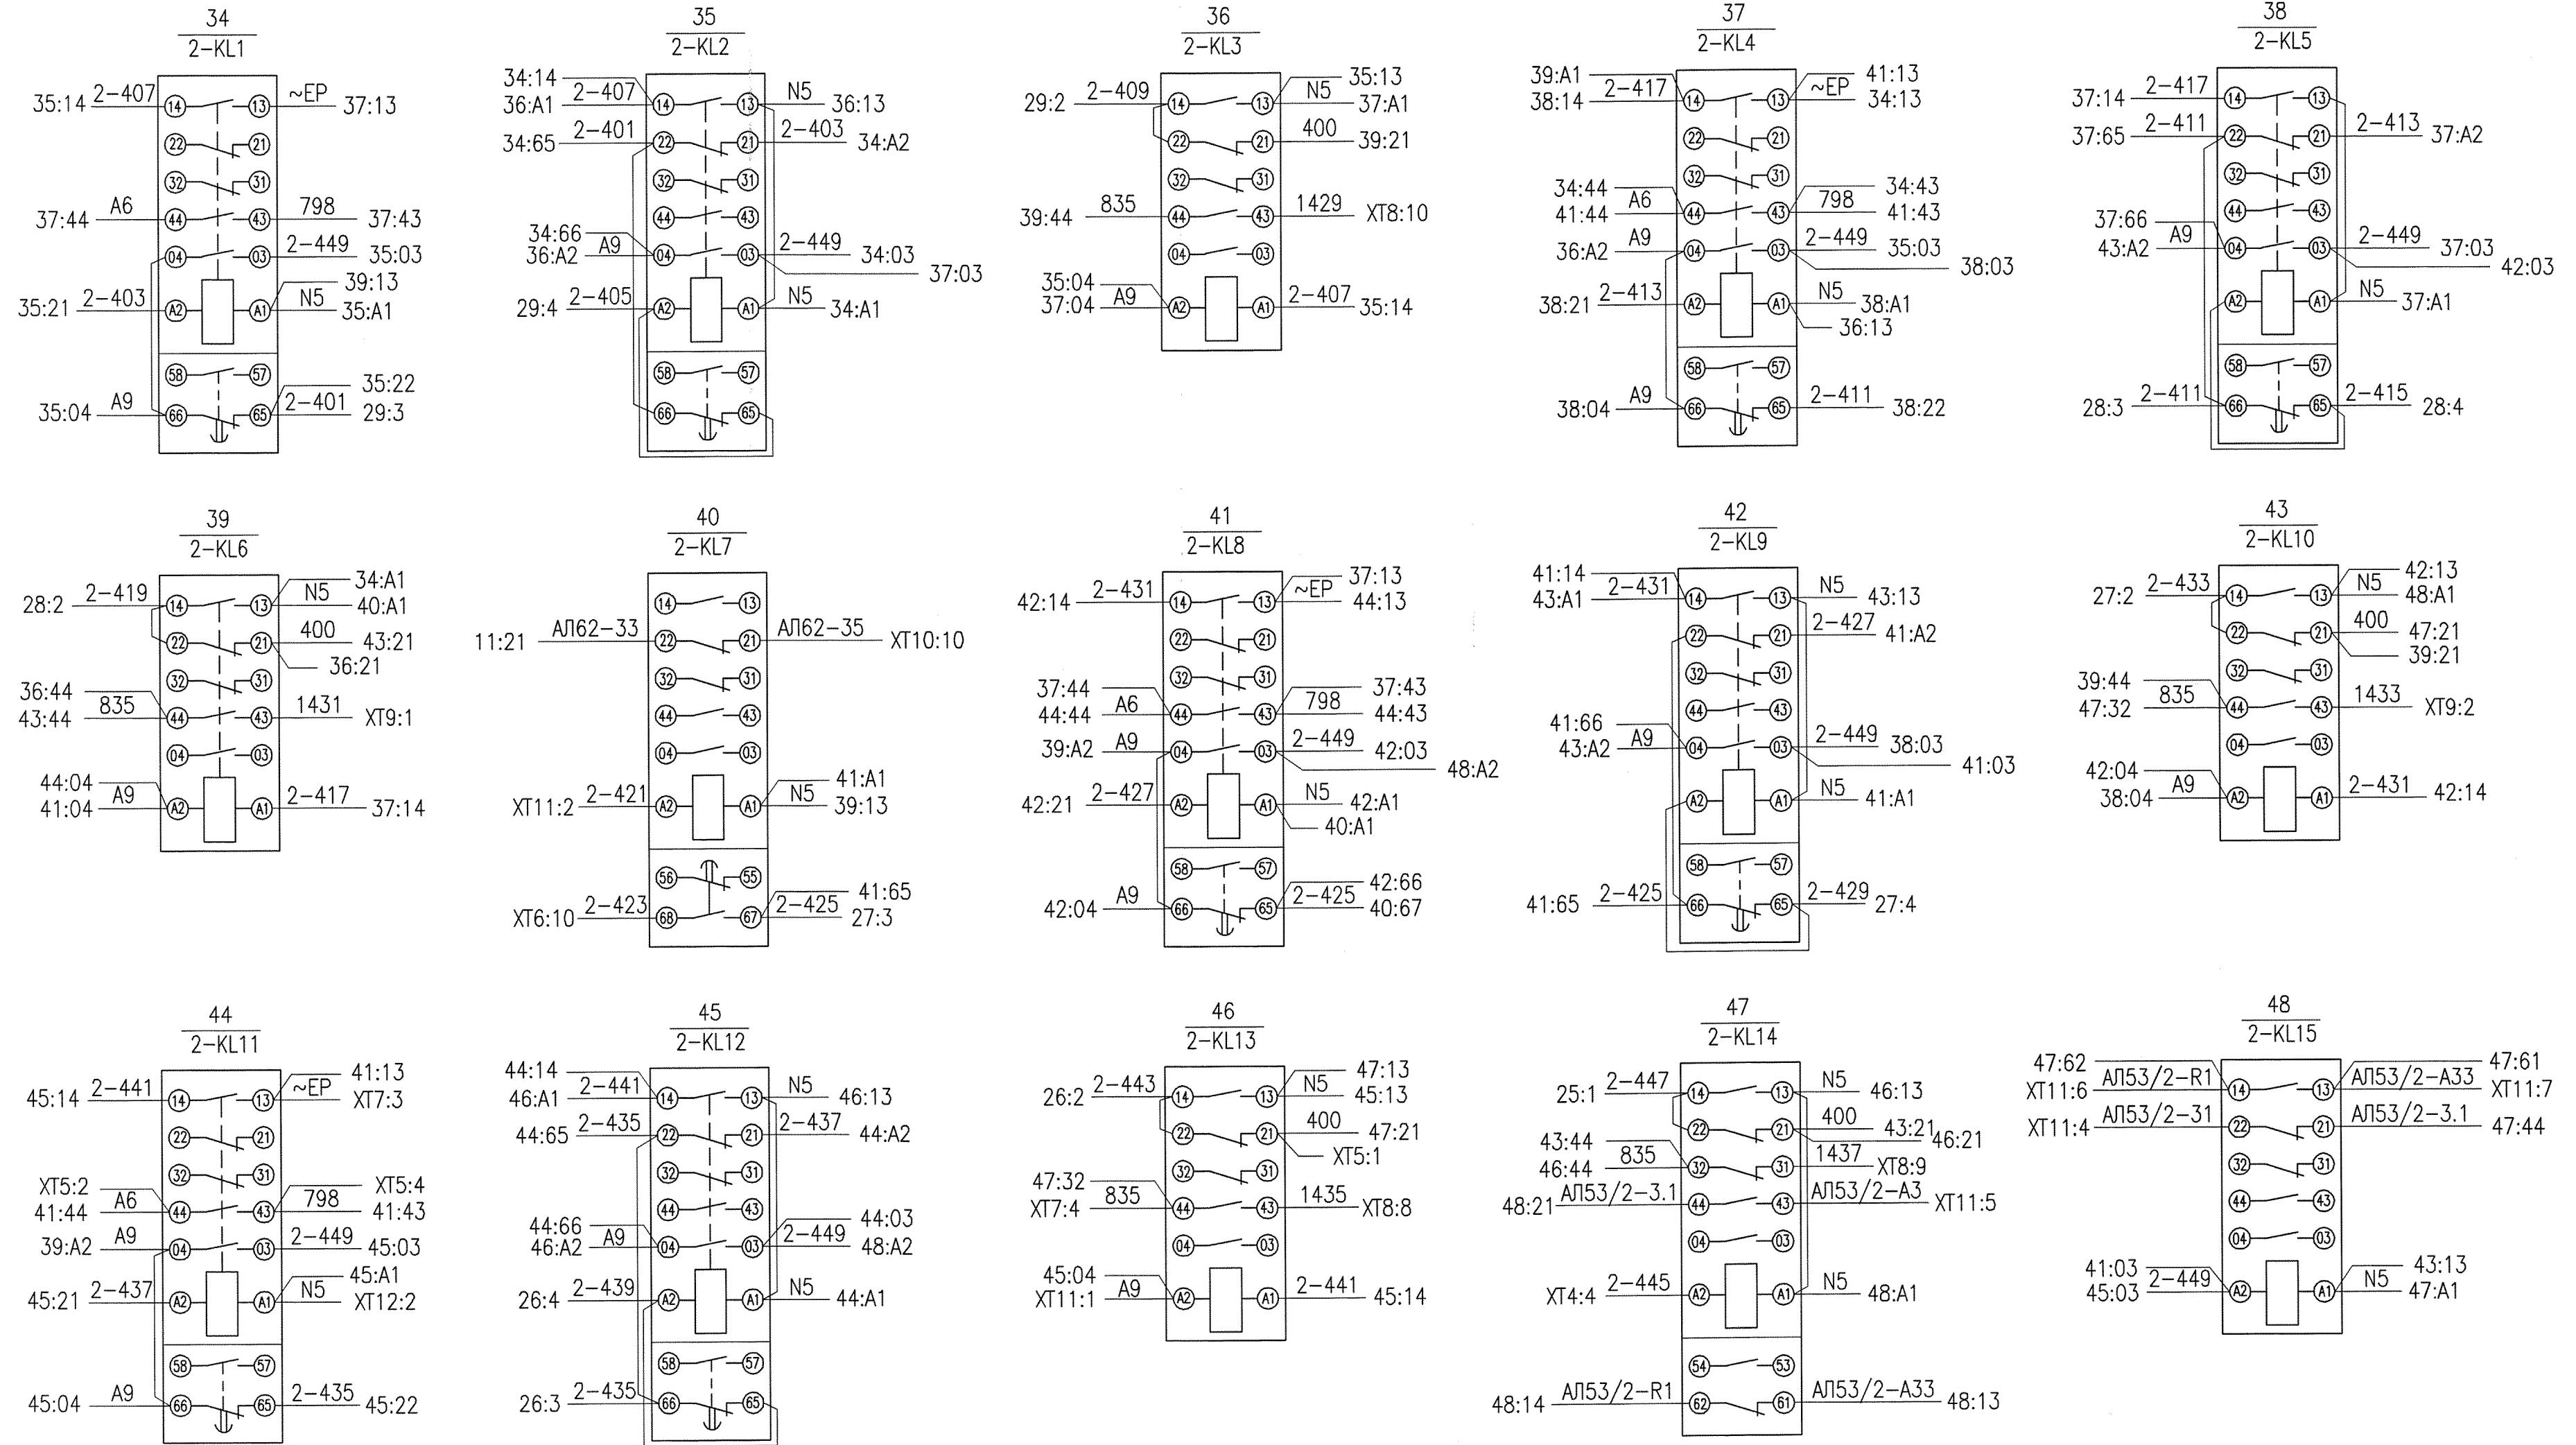 34
2-KL1
35:14 2-407 14 13 ~EP 37:13
22 21
32 31
37:44 A6 44 43 798 37:43
04 03 2-449 35:03
39:13
35:21 2-403 A2 A1 N5 35:A1
58 57
35:22
35:04 A9 66 65 2-401 29:3
35
2-KL2
34:14
36:A1 2-407 14 13 N5 36:13
34:65 2-401 22 21 2-403 34:A2
32 31
44 43
34:66
36:A2 A9 04 03 2-449 34:03
37:03
29:4 2-405 A2 A1 N5 34:A1
58 57
66 65
36
2-KL3
35:13
29:2 2-409 14 13 N5 37:A1
22 21 400 39:21
32 31
39:44 835 44 43 1429 XT8:10
04 03
35:04
37:04 A9 A2 A1 2-407 35:14
37
2-KL4
39:A1 41:13
38:14 2-417 14 13 ~EP 34:13
22 21
32 31
34:44 34:43
41:44 A6 44 43 798 41:43
36:A2 A9 04 03 2-449 35:03
38:03
38:21 2-413 A2 A1 N5 38:A1
36:13
58 57
38:04 A9 66 65 2-411 38:22
38
2-KL5
37:14 2-417 14 13
37:65 2-411 22 21 2-413 37:A2
32 31
44 43
37:66
43:A2 A9 04 03 2-449 37:03
42:03
A2 A1 N5 37:A1
58 57
28:3 2-411 66 65 2-415 28:4
39
2-KL6
34:A1
28:2 2-419 14 13 N5 40:A1
22 21 400 43:21
36:21
32 31
36:44
43:44 835 44 43 1431 XT9:1
04 03
44:04
41:04 A9 A2 A1 2-417 37:14
40
2-KL7
14 13
11:21 АЛ62-33 22 21 АЛ62-35 XT10:10
32 31
44 43
04 03
41:A1
XT11:2 2-421 A2 A1 N5 39:13
56 55
41:65
XT6:10 2-423 68 67 2-425 27:3
41
2-KL8
37:13
42:14 2-431 14 13 ~EP 44:13
22 21
32 31
37:44 37:43
44:44 A6 44 43 798 44:43
39:A2 A9 04 03 2-449 42:03
48:A2
42:21 2-427 A2 A1 N5 42:A1
40:A1
58 57
42:66
42:04 A9 66 65 2-425 40:67
42
2-KL9
41:14
43:A1 2-431 14 13 N5 43:13
22 21 2-427 41:A2
32 31
44 43
41:66
43:A2 A9 04 03 2-449 38:03
41:03
A2 A1 N5 41:A1
58 57
41:65 2-425 66 65 2-429 27:4
43
2-KL10
42:13
27:2 2-433 14 13 N5 48:A1
22 21 400 47:21
39:21
32 31
39:44
47:32 835 44 43 1433 XT9:2
04 03
42:04
38:04 A9 A2 A1 2-431 42:14
44
2-KL11
41:13
45:14 2-441 14 13 ~EP XT7:3
22 21
32 31
XT5:2 XT5:4
41:44 A6 44 43 798 41:43
39:A2 A9 04 03 2-449 45:03
45:A1
45:21 2-437 A2 A1 N5 XT12:2
58 57
45:04 A9 66 65 2-435 45:22
45
2-KL12
44:14
46:A1 2-441 14 13 N5 46:13
44:65 2-435 22 21 2-437 44:A2
32 31
44 43
44:66 44:03
46:A2 A9 04 03 2-449 48:A2
26:4 2-439 A2 A1 N5 44:A1
58 57
26:3 2-435 66 65
46
2-KL13
47:13
26:2 2-443 14 13 N5 45:13
22 21 400 47:21
XT5:1
32 31
47:32
XT7:4 835 44 43 1435 XT8:8
04 03
45:04
XT11:1 A9 A2 A1 2-441 45:14
47
2-KL14
25:1 2-447 14 13 N5 46:13
22 21 400 43:21
46:21
43:44
46:44 835 32 31 1437 XT8:9
48:21 АЛ53/2-3.1 44 43 АЛ53/2-А3 XT11:5
04 03
XT4:4 2-445 A2 A1 N5 48:A1
54 53
48:14 АЛ53/2-R1 62 61 АЛ53/2-А33 48:13
48
2-KL15
47:62 47:61
XT11:6 АЛ53/2-R1 14 13 АЛ53/2-А33 XT11:7
XT11:4 АЛ53/2-31 22 21 АЛ53/2-3.1 47:44
32 31
44 43
04 03
41:03 43:13
45:03 2-449 A2 A1 N5 47:A1